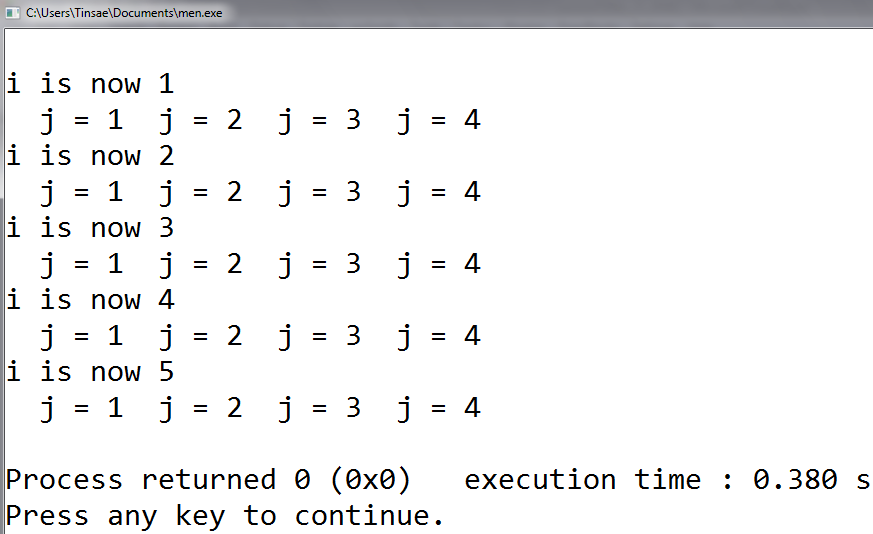 C:\Users\Tinsae\Documents\men.exe
i is now 1
  j = 1  j = 2  j = 3  j = 4
i is now 2
  j = 1  j = 2  j = 3  j = 4
i is now 3
  j = 1  j = 2  j = 3  j = 4
i is now 4
  j = 1  j = 2  j = 3  j = 4
i is now 5
  j = 1  j = 2  j = 3  j = 4
Process returned 0 (0x0)   execution time : 0.380 s
Press any key to continue.